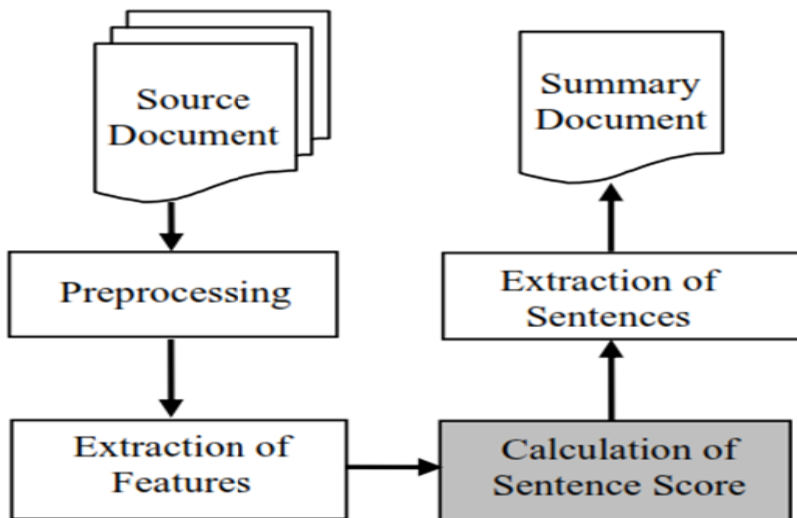 Source
Document
Preprocessing
Extraction of
Features
Calculation of
Sentence Score
Extraction of
Sentences
Summary
Document